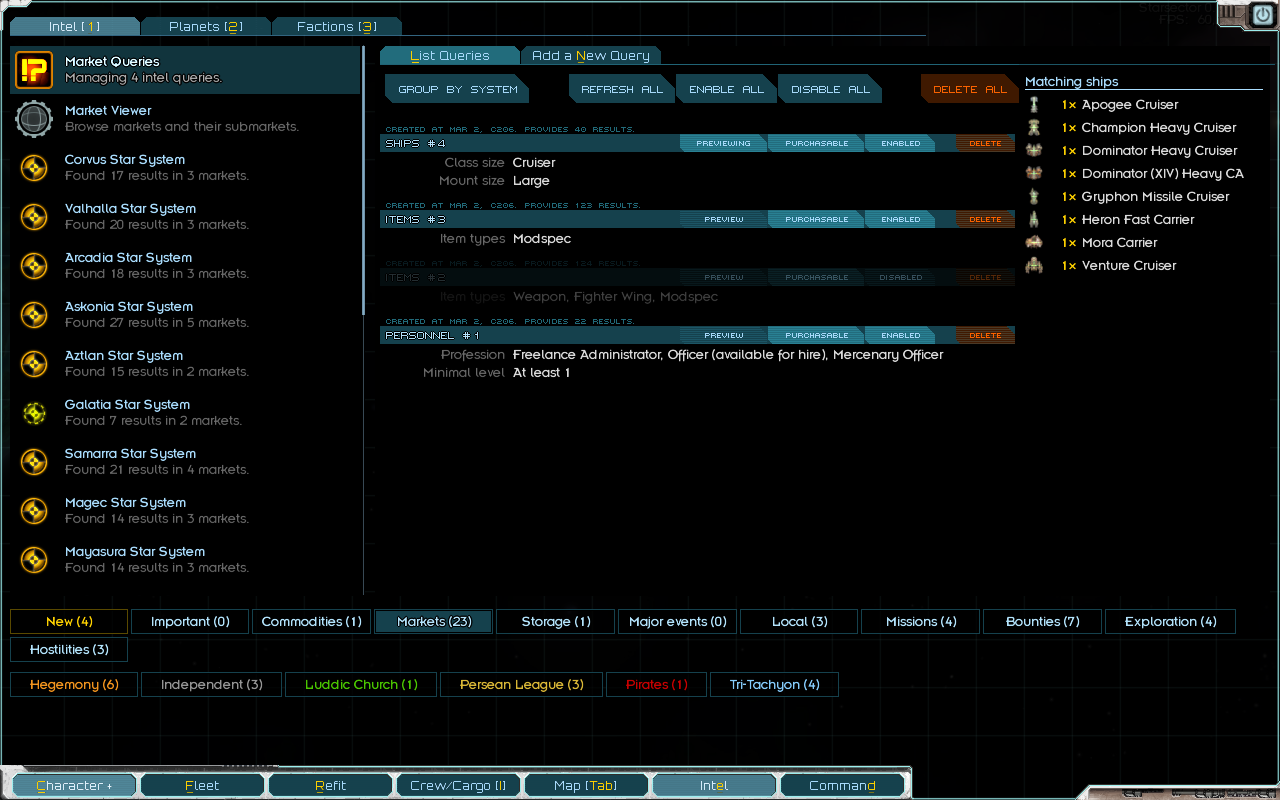 Starsector
FPS: 60
Intel [1]
Planets [2]
Factions [3]
Market Queries
Managing 4 intel queries.
Market Viewer
Browse markets and their submarkets.
Corvus Star System
Found 17 results in 3 markets.
Valhalla Star System
Found 20 results in 3 markets.
Arcadia Star System
Found 18 results in 3 markets.
Askonia Star System
Found 27 results in 5 markets.
Aztlan Star System
Found 15 results in 2 markets.
Galatia Star System
Found 7 results in 2 markets.
Samarra Star System
Found 21 results in 4 markets.
Magec Star System
Found 14 results in 3 markets.
Mayasura Star System
Found 14 results in 3 markets.
List Queries
Add a New Query
GROUP BY SYSTEM
REFRESH ALL
ENABLE ALL
DISABLE ALL
DELETE ALL
CREATED AT MAR 2, C206. PROVIDES 40 RESULTS.
SHIPS #4
PREVIEWING
PURCHASABLE
ENABLED
DELETE
Class size Cruiser
Mount size Large
CREATED AT MAR 2, C206. PROVIDES 123 RESULTS.
ITEMS #3
PREVIEW
PURCHASABLE
ENABLED
DELETE
Item types Modspec
CREATED AT MAR 2, C206. PROVIDES 124 RESULTS.
ITEMS #2
PREVIEW
PURCHASABLE
DISABLED
DELETE
Item types Weapon, Fighter Wing, Modspec
CREATED AT MAR 2, C206. PROVIDES 22 RESULTS.
PERSONNEL #1
PREVIEW
PURCHASABLE
ENABLED
DELETE
Profession Freelance Administrator, Officer (available for hire), Mercenary Officer
Minimal level At least 1
Matching ships
1× Apogee Cruiser
1× Champion Heavy Cruiser
1× Dominator Heavy Cruiser
1× Dominator (XIV) Heavy CA
1× Gryphon Missile Cruiser
1× Heron Fast Carrier
1× Mora Carrier
1× Venture Cruiser
New (4)
Important (0)
Commodities (1)
Markets (23)
Storage (1)
Major events (0)
Local (3)
Missions (4)
Bounties (7)
Exploration (4)
Hostilities (3)
Hegemony (6)
Independent (3)
Luddic Church (1)
Persean League (3)
Pirates (1)
Tri-Tachyon (4)
Character +
Fleet
Refit
Crew/Cargo [I]
Map [Tab]
Intel
Command